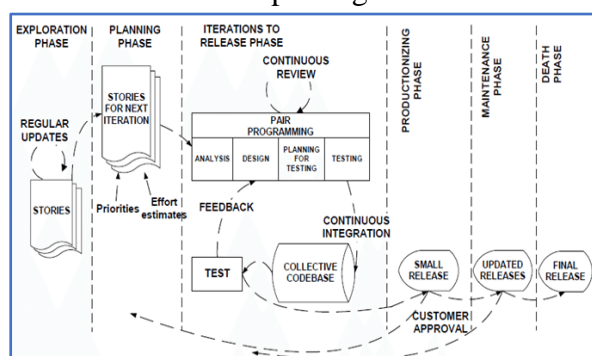 EXPLORATION
PHASE
PLANNING
PHASE
ITERATIONS TO
RELEASE PHASE
PRODUCTIONIZING
PHASE
MAINTENANCE
PHASE
DEATH
PHASE
CONTINUOUS
REVIEW
STORIES
FOR NEXT
ITERATION
REGULAR
UPDATES
STORIES
Priorities
Effort
estimates
PAIR
PROGRAMMING
ANALYSIS
DESIGN
PLANNING
FOR
TESTING
TESTING
FEEDBACK
CONTINUOUS
INTEGRATION
TEST
COLLECTIVE
CODEBASE
SMALL
RELEASE
UPDATED
RELEASES
FINAL
RELEASE
CUSTOMER
APPROVAL